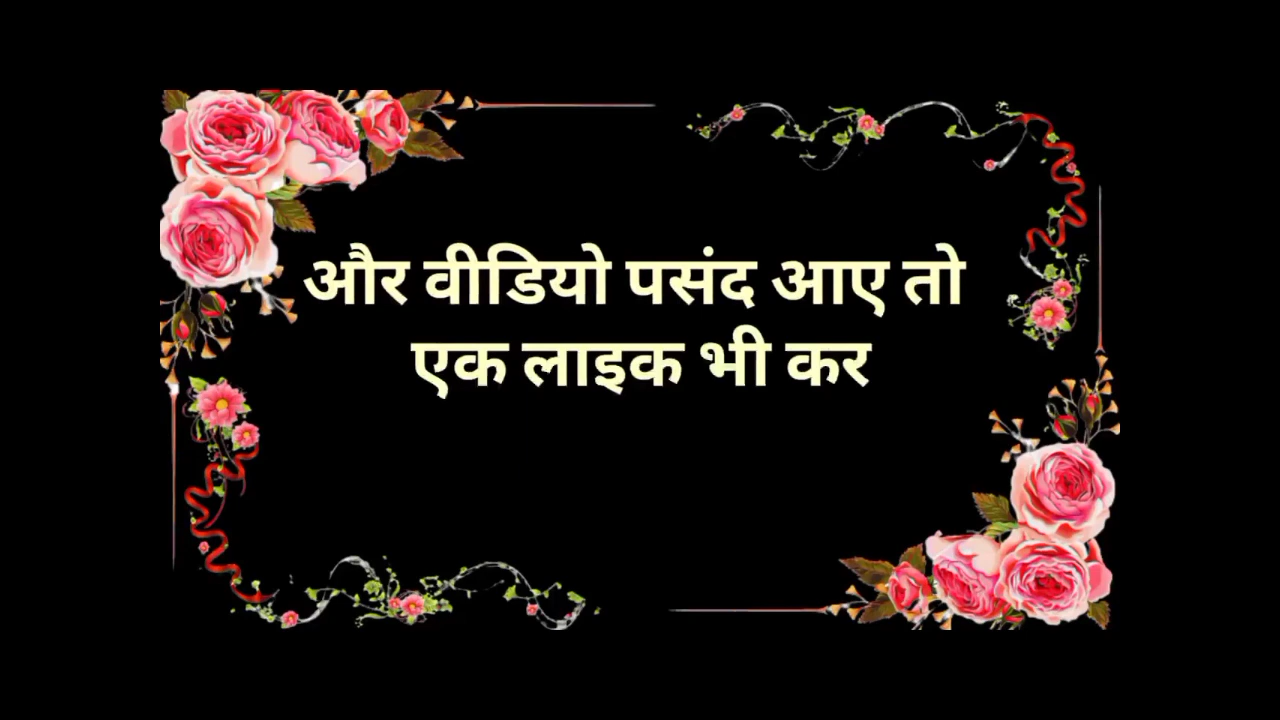 और वीडियो पसंद आए तो
एक लाइक भी कर